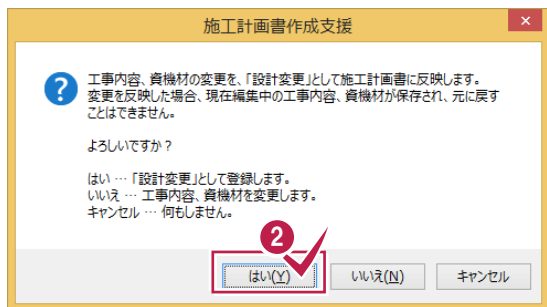 施工計画書作成支援
×
工事内容、資機材の変更を、「設計変更」として施工計画書に反映します。
変更を反映した場合、現在編集中の工事内容、資機材が保存され、元に戻す
ことはできません。
よろしいですか？
はい … 「設計変更」として登録します。
いいえ … 工事内容、資機材を変更します。
キャンセル … 何もしません。
2
はい(Y) いいえ(N) キャンセル